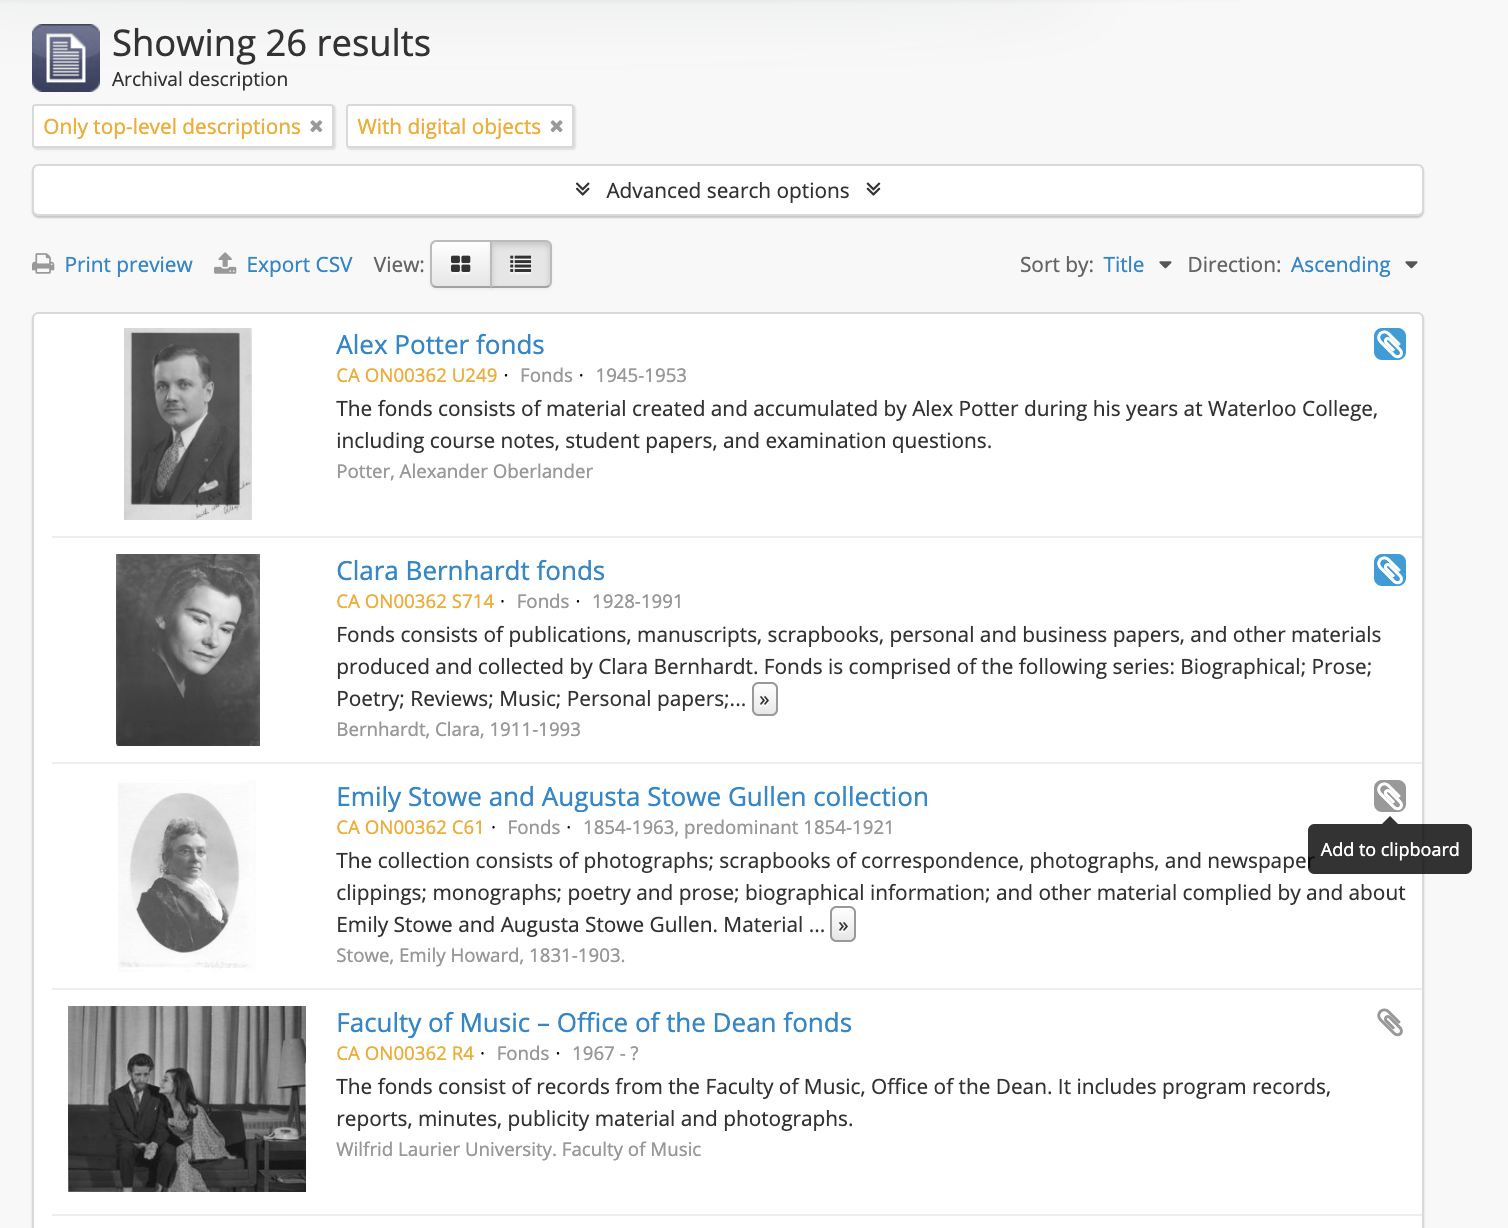 Showing 26 results
Archival description
Only top-level descriptions ✖ With digital objects ✖
Advanced search options
Print preview Export CSV View: Sort by: Title Direction: Ascending
Alex Potter fonds
CA ON00362 U249 · Fonds · 1945-1953
The fonds consists of material created and accumulated by Alex Potter during his years at Waterloo College,
including course notes, student papers, and examination questions.
Potter, Alexander Oberlander
Clara Bernhardt fonds
CA ON00362 S714 · Fonds · 1928-1991
Fonds consists of publications, manuscripts, scrapbooks, personal and business papers, and other materials
produced and collected by Clara Bernhardt. Fonds is comprised of the following series: Biographical; Prose;
Poetry; Reviews; Music; Personal papers;... »
Bernhardt, Clara, 1911-1993
Emily Stowe and Augusta Stowe Gullen collection
CA ON00362 C61 · Fonds · 1854-1963, predominant 1854-1921
Add to clipboard
The collection consists of photographs; scrapbooks of correspondence, photographs, and newspaper
clippings; monographs; poetry and prose; biographical information; and other material complied by and about
Emily Stowe and Augusta Stowe Gullen. Material ... »
Stowe, Emily Howard, 1831-1903.
Faculty of Music – Office of the Dean fonds
CA ON00362 R4 · Fonds · 1967 - ?
The fonds consist of records from the Faculty of Music, Office of the Dean. It includes program records,
reports, minutes, publicity material and photographs.
Wilfrid Laurier University. Faculty of Music